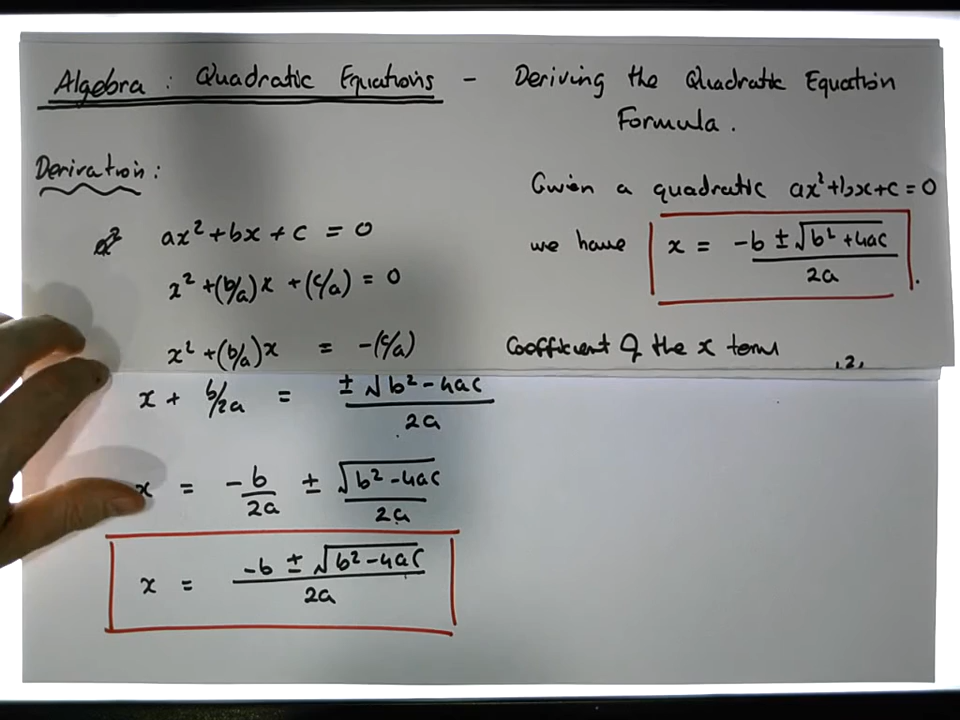 Algebra : Quadratic Equations - Deriving the Quadratic Equation
Formula.
Derivation:
Given a quadratic ax²+bx+c=0
we have x = -b ± √b² + 4ac / 2a.
ax² + bx + c = 0
x² + (b/a)x + (c/a) = 0
x² + (b/a)x = -(c/a)
Coefficient of the x term
x + b/2a = ± √b² - 4ac / 2a
x = -b/2a ± √b² - 4ac / 2a
x = -b ± √b² - 4ac / 2a